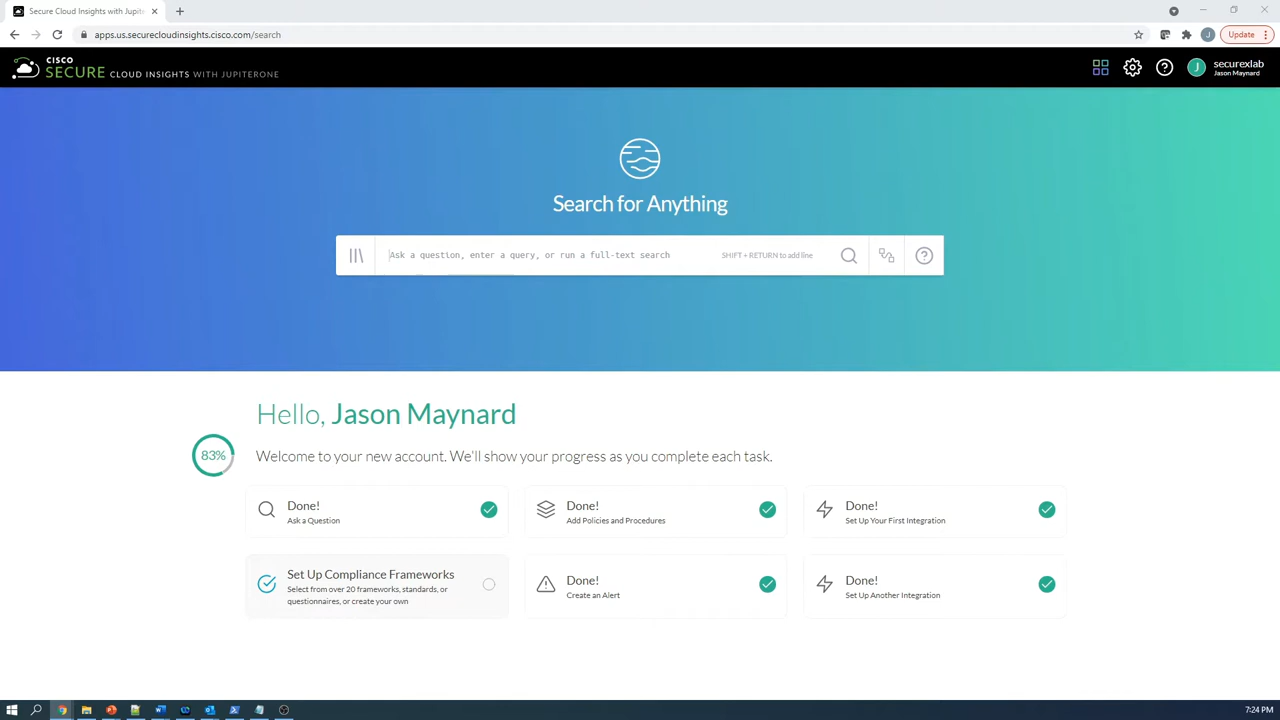 Secure Cloud Insights with Jupit
apps.us.securecloudinsights.cisco.com/search
J
Update
CISCO
SECURE CLOUD INSIGHTS WITH JUPITERONE
J
securexlab
Jason Maynard
Search for Anything
Ask a question, enter a query, or run a full-text search
SHIFT + RETURN to add line
Hello, Jason Maynard
83%
Welcome to your new account. We'll show your progress as you complete each task.
Done!
Ask a Question
Done!
Add Policies and Procedures
Done!
Set Up Your First Integration
Set Up Compliance Frameworks
Select from over 20 frameworks, standards, or
questionnaires, or create your own
Done!
Create an Alert
Done!
Set Up Another Integration
7:24 PM